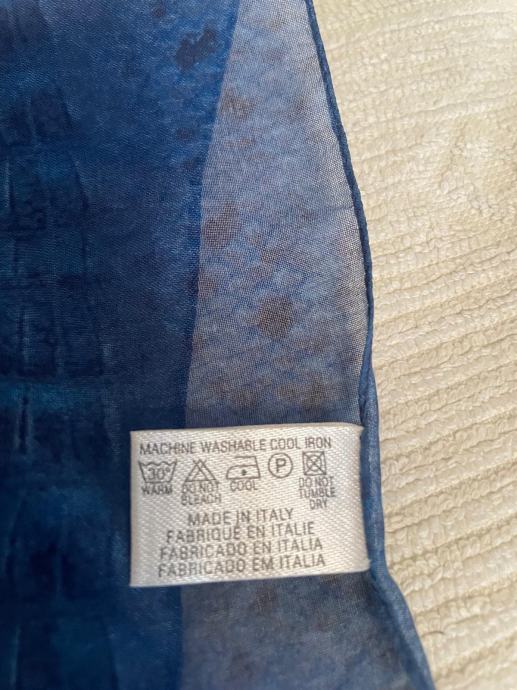 MACHINE WASHABLE COOL IRON
30° P
WARM DO NOT BLEACH COOL DO NOT TUMBLE DRY
MADE IN ITALY
FABRIQUÉ EN ITALIE
FABRICADO EN ITALIA
FABRICADO EM ITALIA